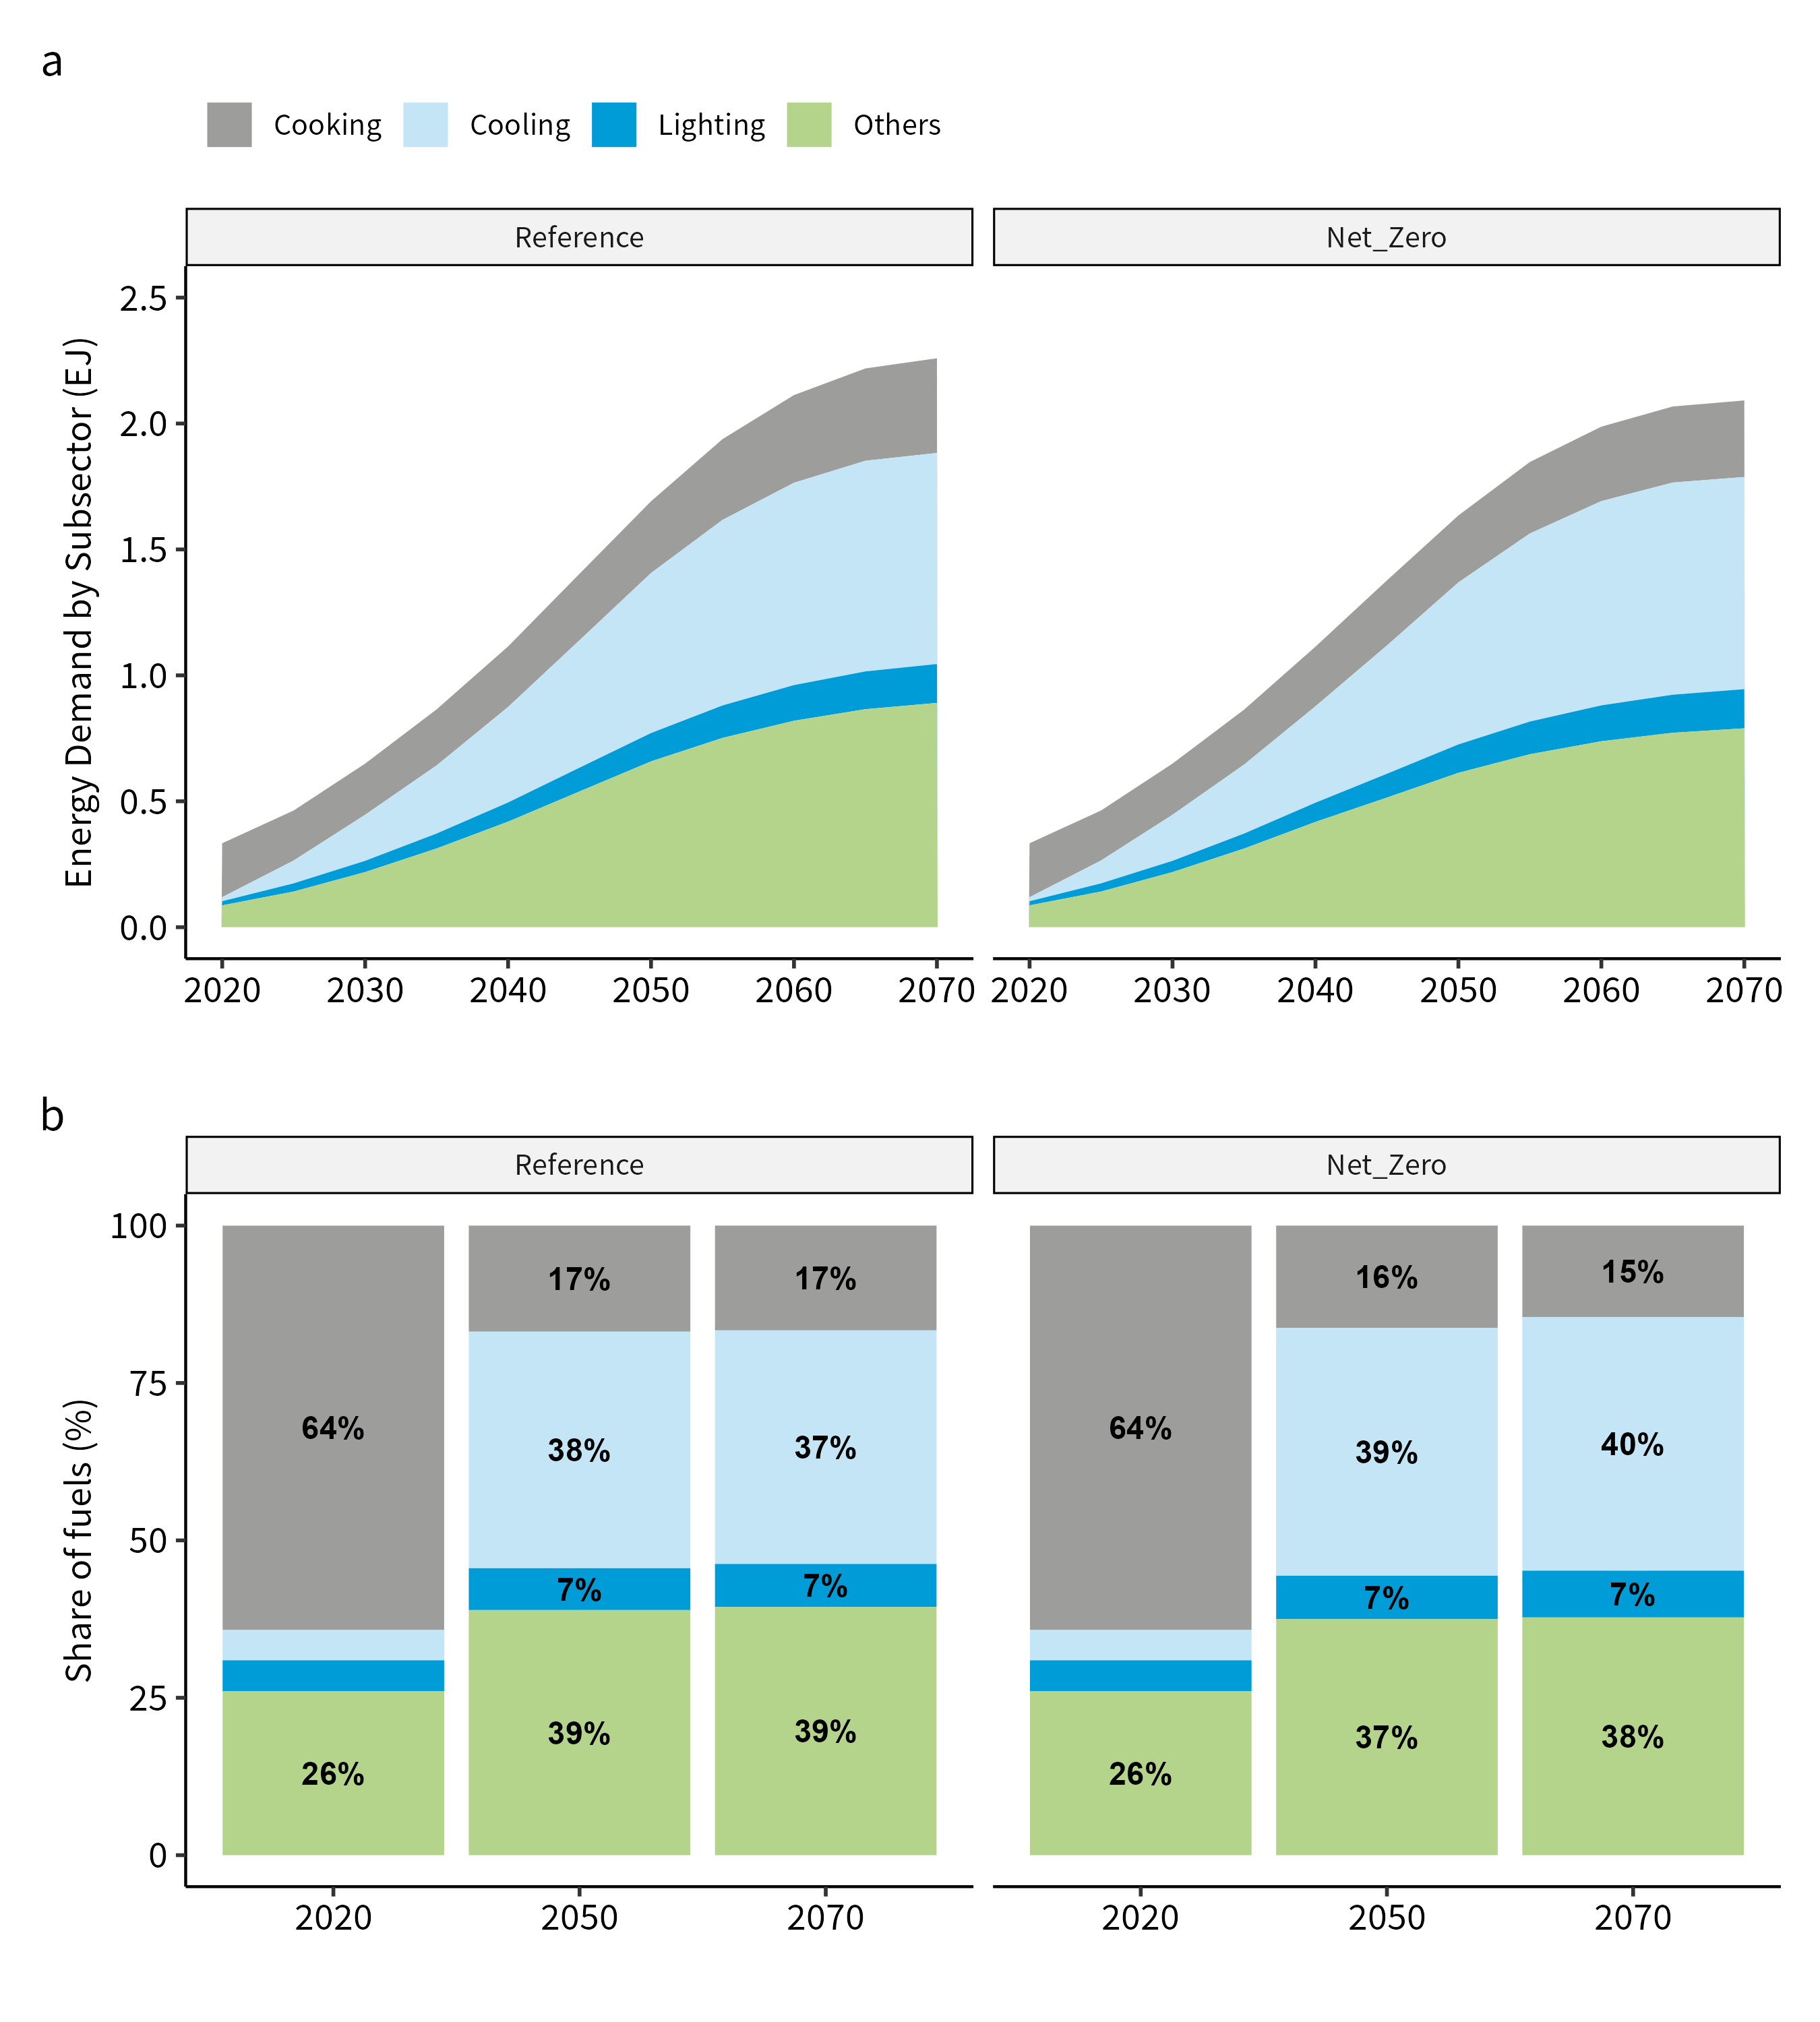 a
Cooking Cooling Lighting Others
Reference Net_Zero
Energy Demand by Subsector (EJ)
2.5
2.0
1.5
1.0
0.5
0.0
2020 2030 2040 2050 2060 2070 2020 2030 2040 2050 2060 2070
b
Reference Net_Zero
Share of fuels (%)
100
75
50
25
0
64% 17% 17% 64% 16% 15%
38% 37% 39% 40%
7% 7% 7% 7%
26% 39% 39% 26% 37% 38%
2020 2050 2070 2020 2050 2070